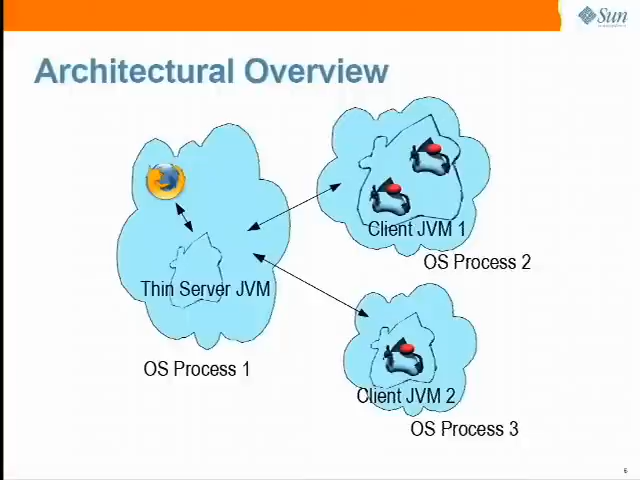 Sun
Architectural Overview
Client JVM 1
OS Process 2
Thin Server JVM
OS Process 1
Client JVM 2
OS Process 3
6